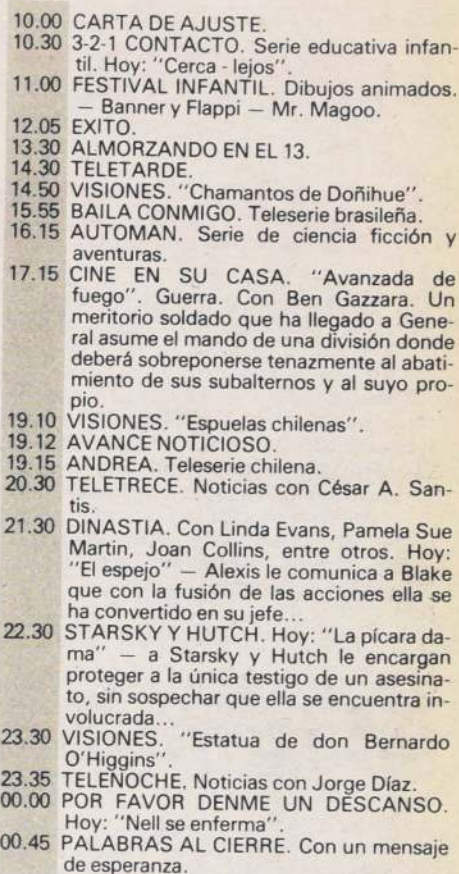 10.00 CARTA DE AJUSTE.
10.30 3-2-1 CONTACTO. Serie educativa infan-
til. Hoy: "Cerca - lejos".
11.00 FESTIVAL INFANTIL. Dibujos animados.
— Banner y Flappi — Mr. Magoo.
12.05 EXITO.
13.30 ALMORZANDO EN EL 13.
14.30 TELETARDE.
14.50 VISIONES. "Chamantos de Doñihue".
15.55 BAILA CONMIGO. Teleserie brasileña.
16.15 AUTOMAN. Serie de ciencia ficción y
aventuras.
17.15 CINE EN SU CASA. "Avanzada de
fuego". Guerra. Con Ben Gazzara. Un
meritorio soldado que ha llegado a Gene-
ral asume el mando de una división donde
deberá sobreponerse tenazmente al abati-
miento de sus subalternos y al suyo pro-
pio.
19.10 VISIONES. "Espuelas chilenas".
19.12 AVANCE NOTICIOSO.
19.15 ANDREA. Teleserie chilena.
20.30 TELETRECE. Noticias con César A. San-
tis.
21.30 DINASTIA. Con Linda Evans, Pamela Sue
Martin, Joan Collins, entre otros. Hoy:
"El espejo" — Alexis le comunica a Blake
que con la fusión de las acciones ella se
ha convertido en su jefe...
22.30 STARSKY Y HUTCH. Hoy: "La pícara da-
ma" — a Starsky y Hutch le encargan
proteger a la única testigo de un asesina-
to, sin sospechar que ella se encuentra in-
volucrada...
23.30 VISIONES. "Estatua de don Bernardo
O'Higgins".
23.35 TELENOCHE, Noticias con Jorge Díaz.
00.00 POR FAVOR DENME UN DESCANSO.
Hoy: "Nell se enferma".
00.45 PALABRAS AL CIERRE. Con un mensaje
de esperanza.